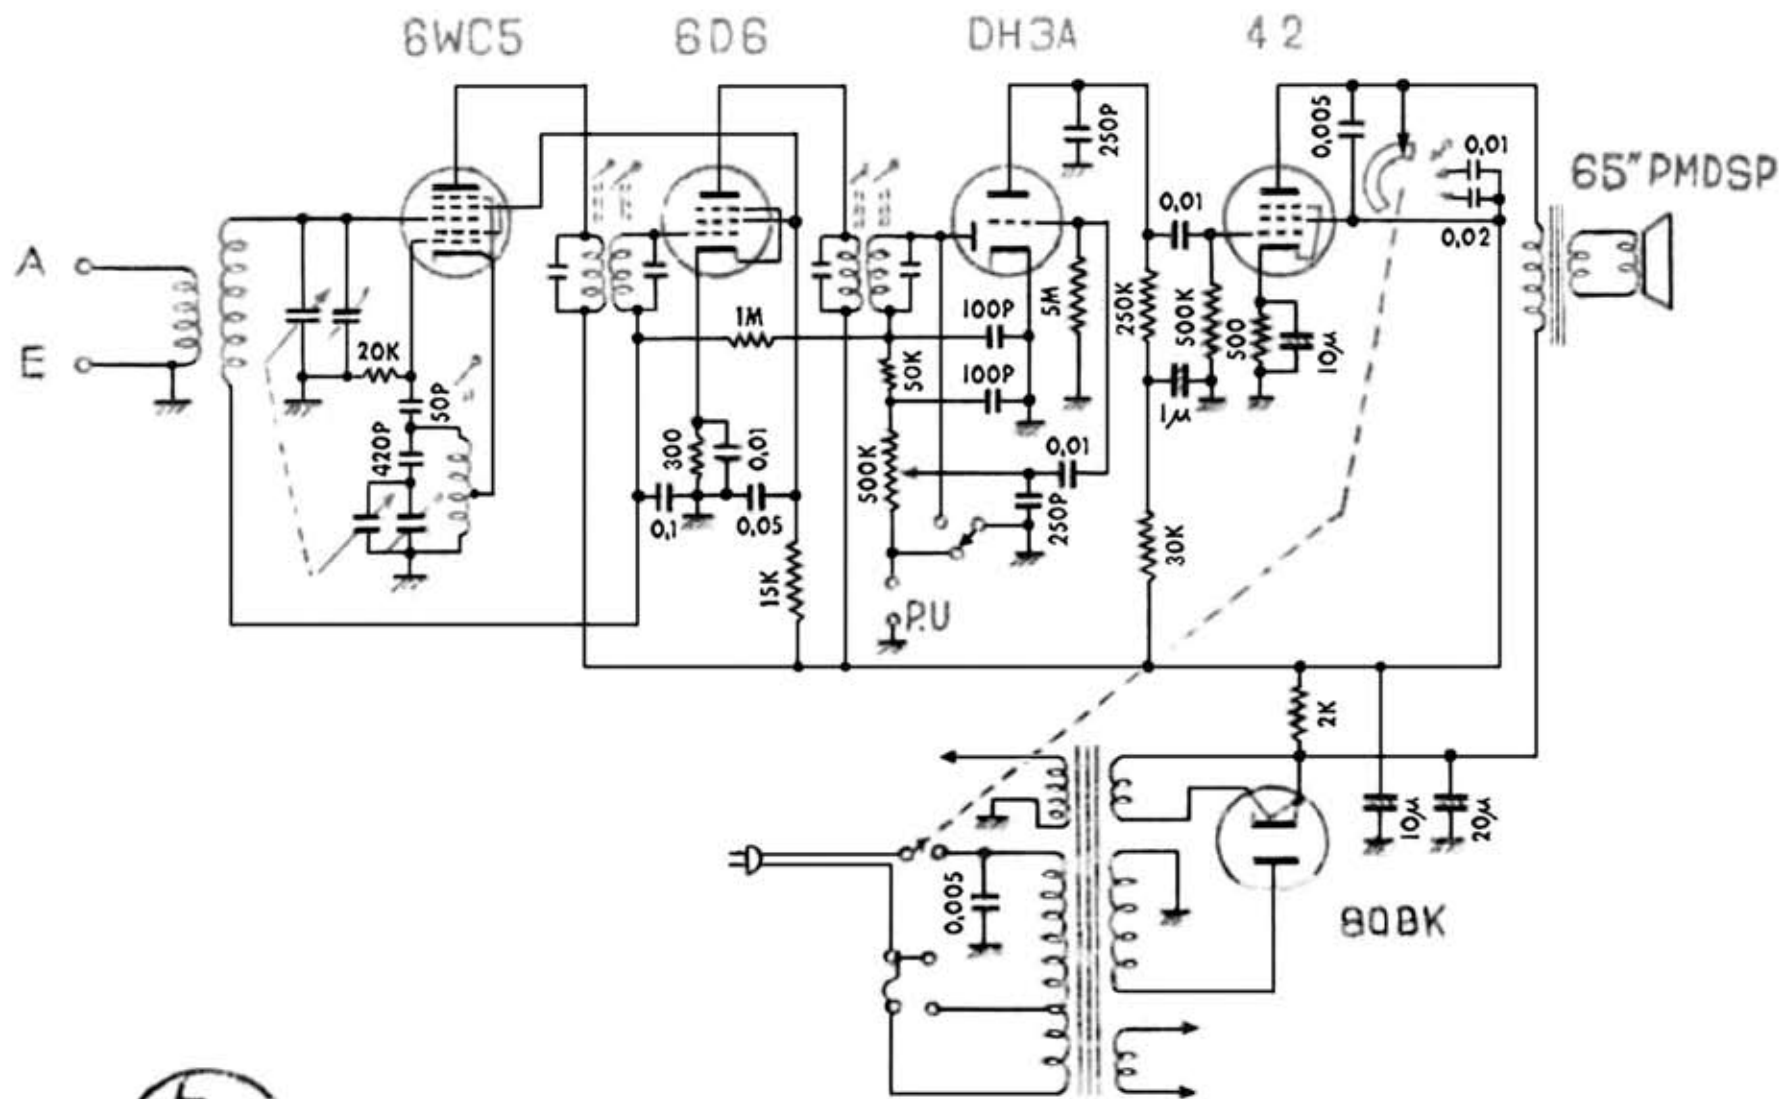 6WC5
6D6
DH3A
42
65"PMDSP
A
E
20K
50P
420P
1M
300
0,01
0,1
0,05
15K
50K
500K
100P
100P
250P
5M
0,01
250P
P.U
250K
0,01
500K
1μ
30K
500
10μ
0,005
0,01
0,02
2K
10μ
20μ
0,005
80BK